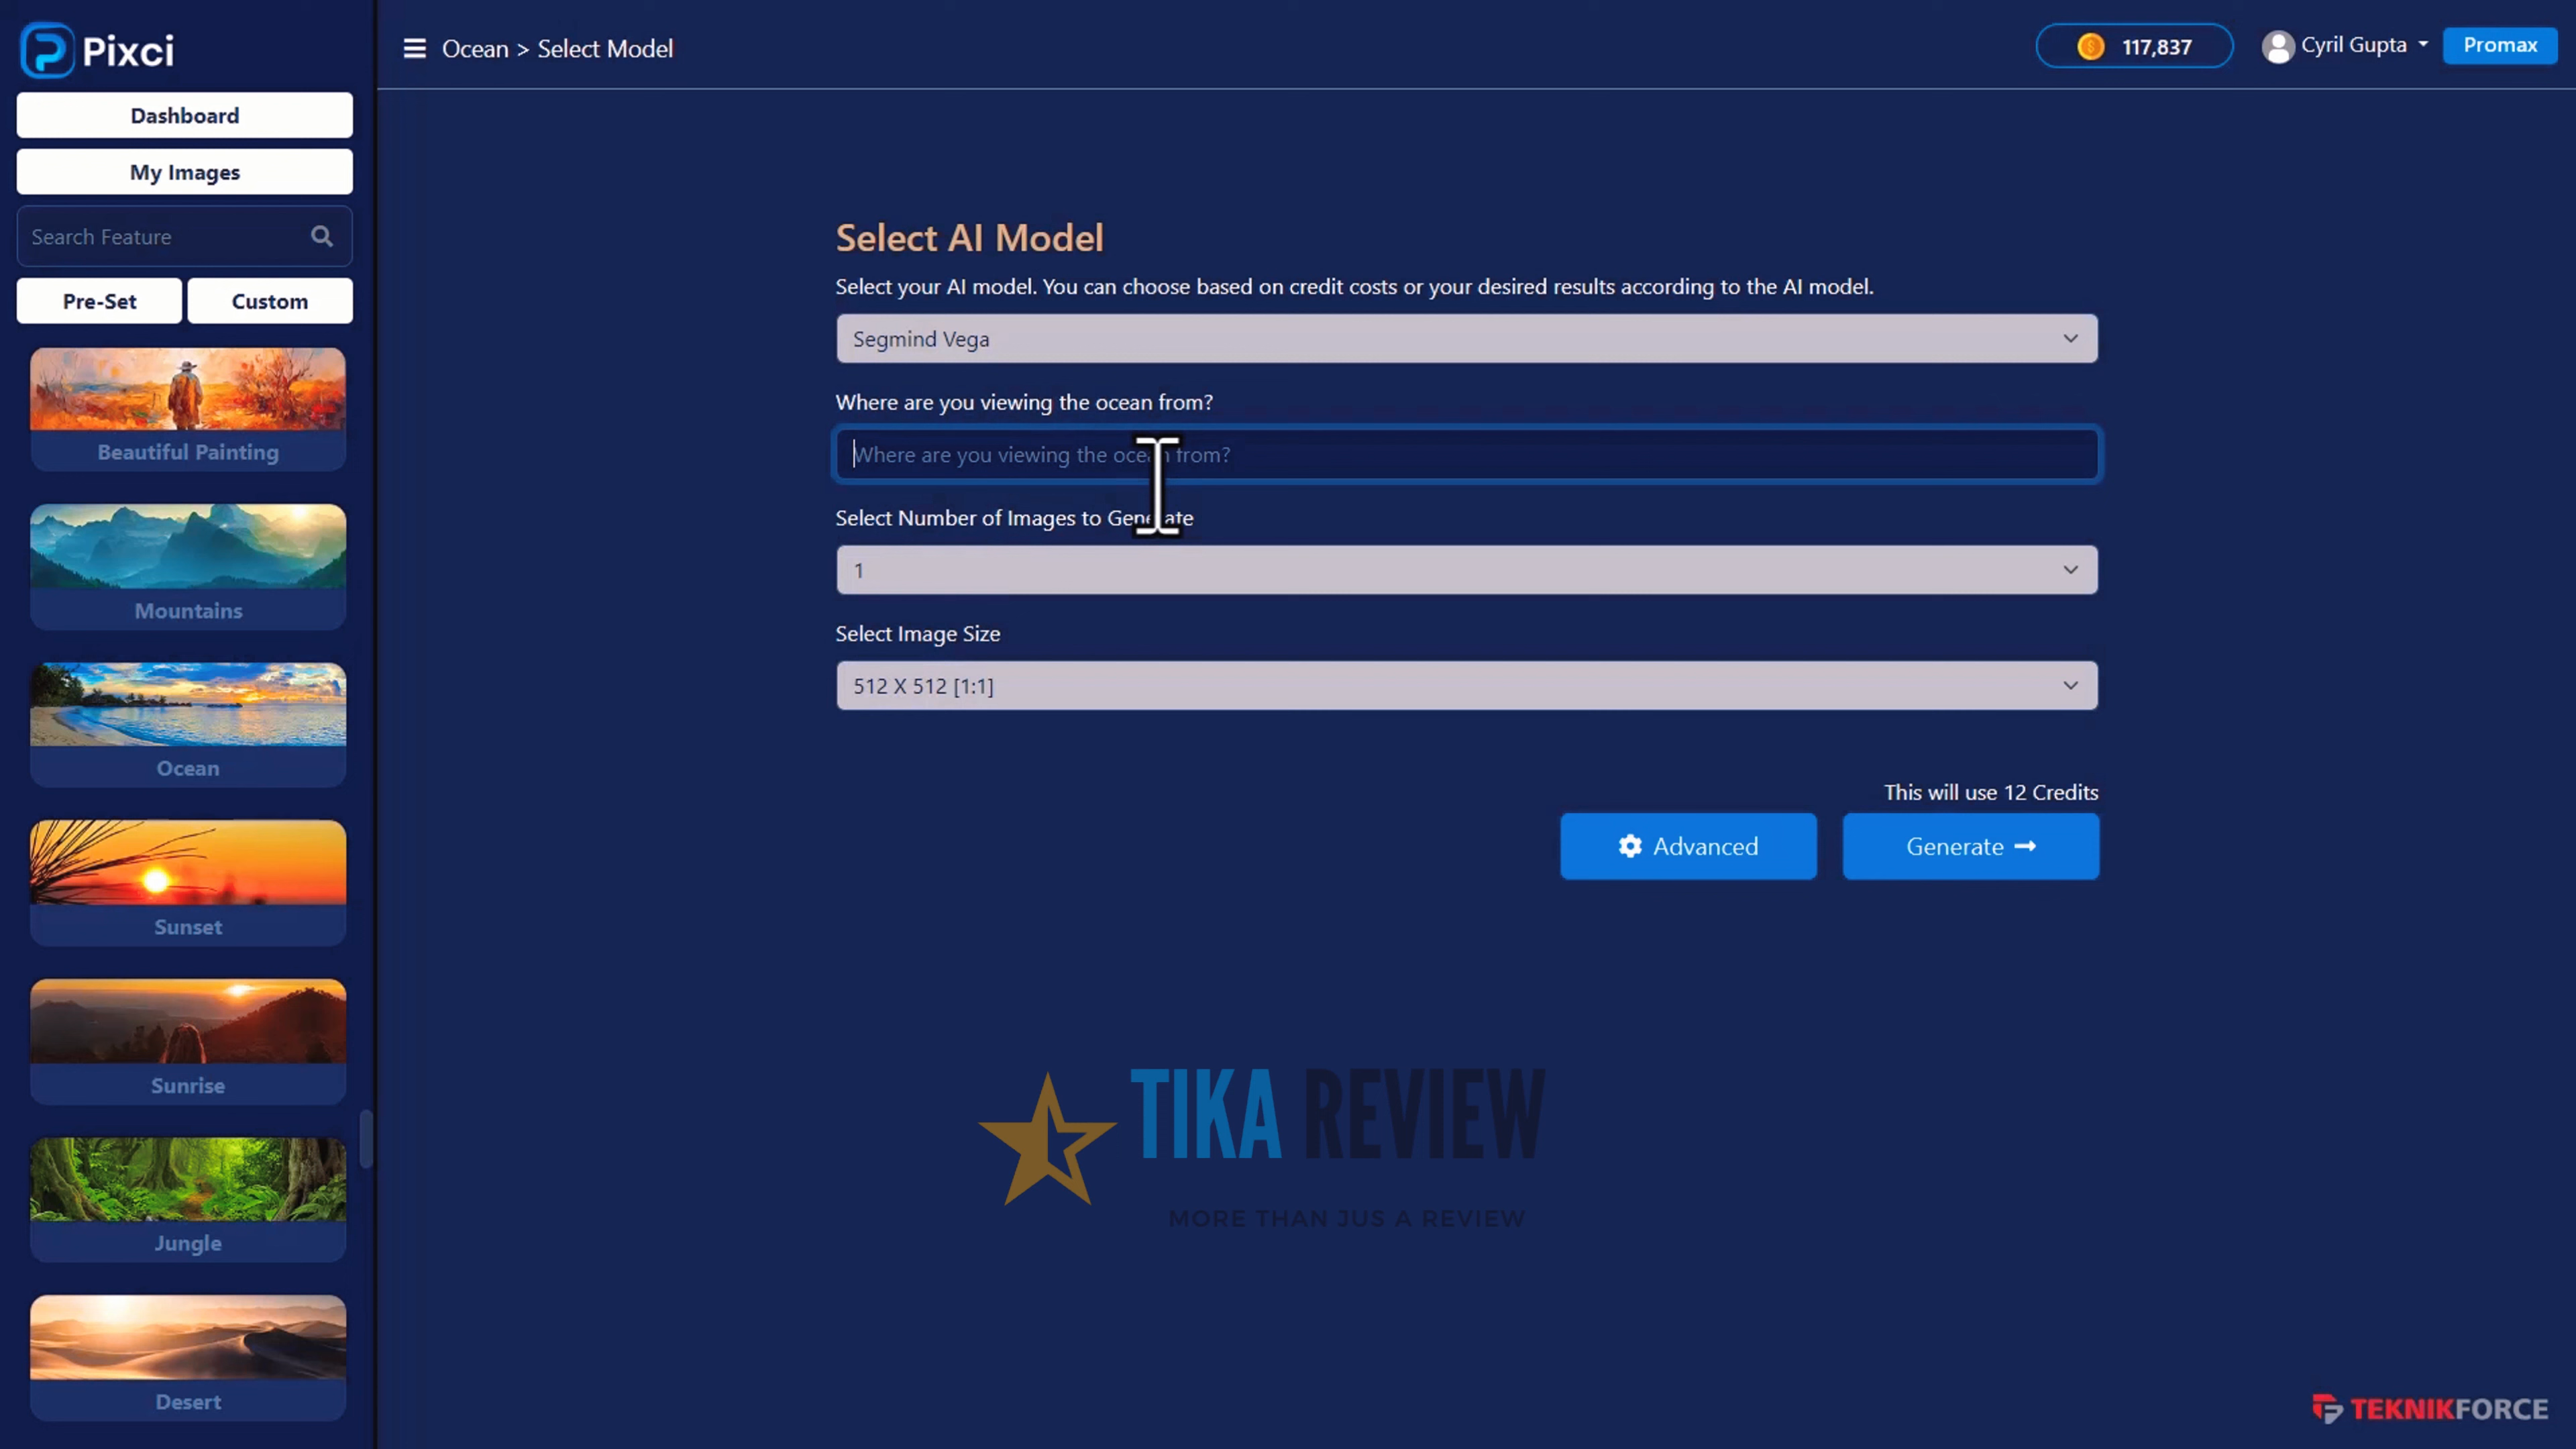 Pixci
Dashboard
My Images
Search Feature
Pre-Set
Custom
Beautiful Painting
Mountains
Ocean
Sunset
Sunrise
Jungle
Desert
Ocean > Select Model
117,837
Cyril Gupta
Promax
Select AI Model
Select your AI model. You can choose based on credit costs or your desired results according to the AI model.
Segmind Vega
Where are you viewing the ocean from?
Where are you viewing the ocean from?
Select Number of Images to Generate
1
Select Image Size
512 X 512 [1:1]
This will use 12 Credits
Advanced
Generate
TIKA REVIEW
MORE THAN JUS A REVIEW
TEKNIKFORCE